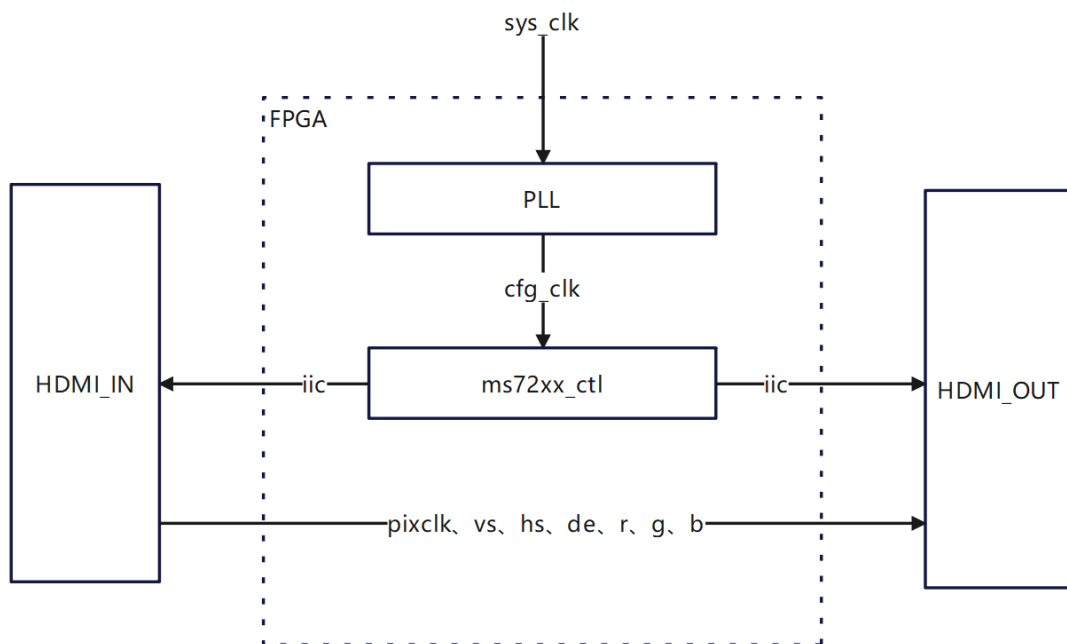 sys_clk
FPGA
PLL
cfg_clk
HDMI_IN
iic
ms72xx_ctl
iic
HDMI_OUT
pixclk、vs、hs、de、r、g、b